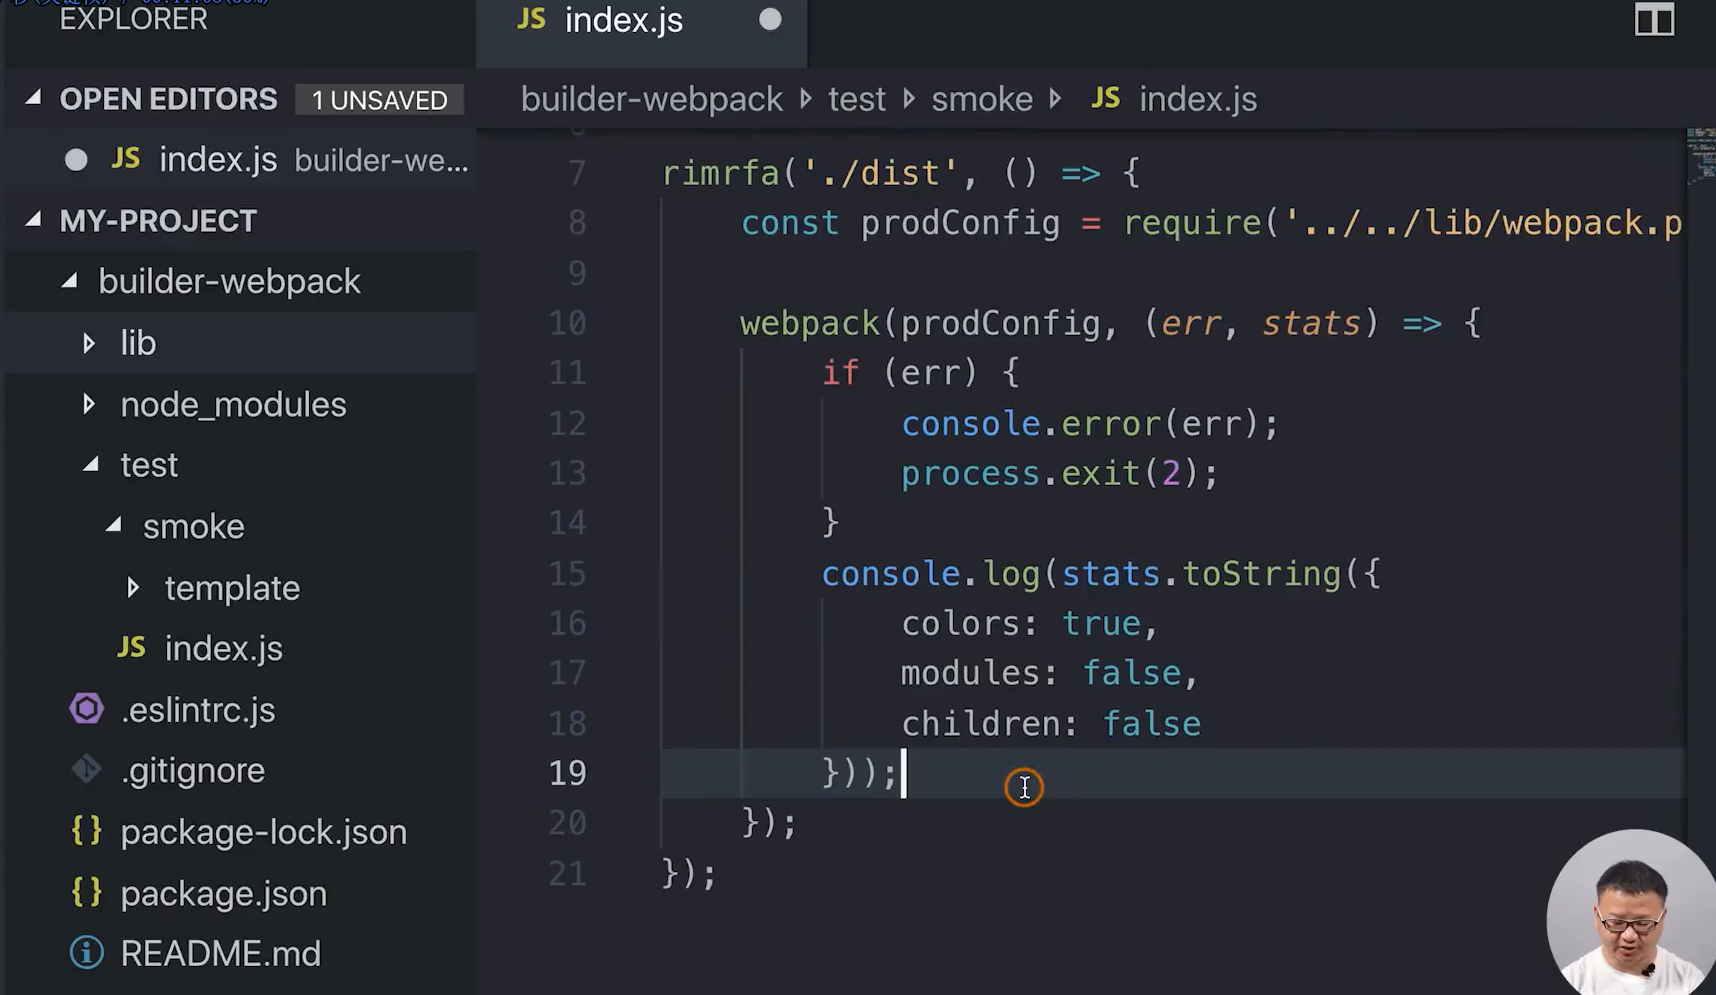 EXPLORER
JS index.js
OPEN EDITORS 1 UNSAVED
JS index.js builder-we...
MY-PROJECT
builder-webpack
lib
node_modules
test
smoke
template
JS index.js
.eslintrc.js
.gitignore
{} package-lock.json
{} package.json
README.md
builder-webpack test smoke JS index.js
7 rimrfa('./dist', () => {
8 const prodConfig = require('../../lib/webpack.p
9
10 webpack(prodConfig, (err, stats) => {
11 if (err) {
12 console.error(err);
13 process.exit(2);
14 }
15 console.log(stats.toString({
16 colors: true,
17 modules: false,
18 children: false
19 }));
20 });
21 });